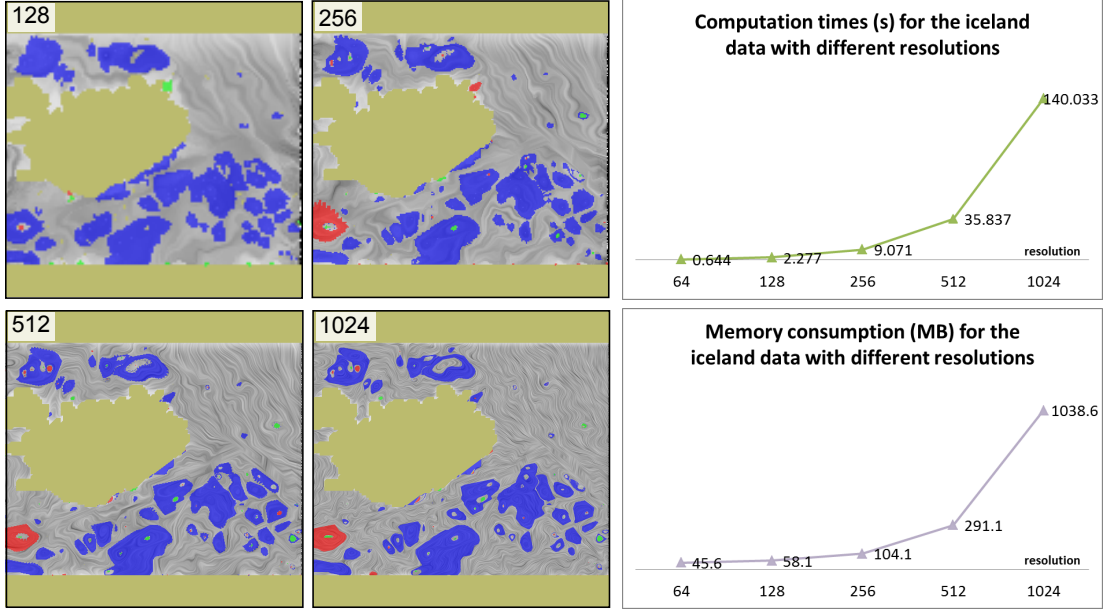 128
256
Computation times (s) for the iceland
data with different resolutions
140.033
35.837
9.071
2.277
0.644
resolution
64 128 256 512 1024
512
1024
Memory consumption (MB) for the
iceland data with different resolutions
1038.6
291.1
104.1
58.1
45.6
resolution
64 128 256 512 1024